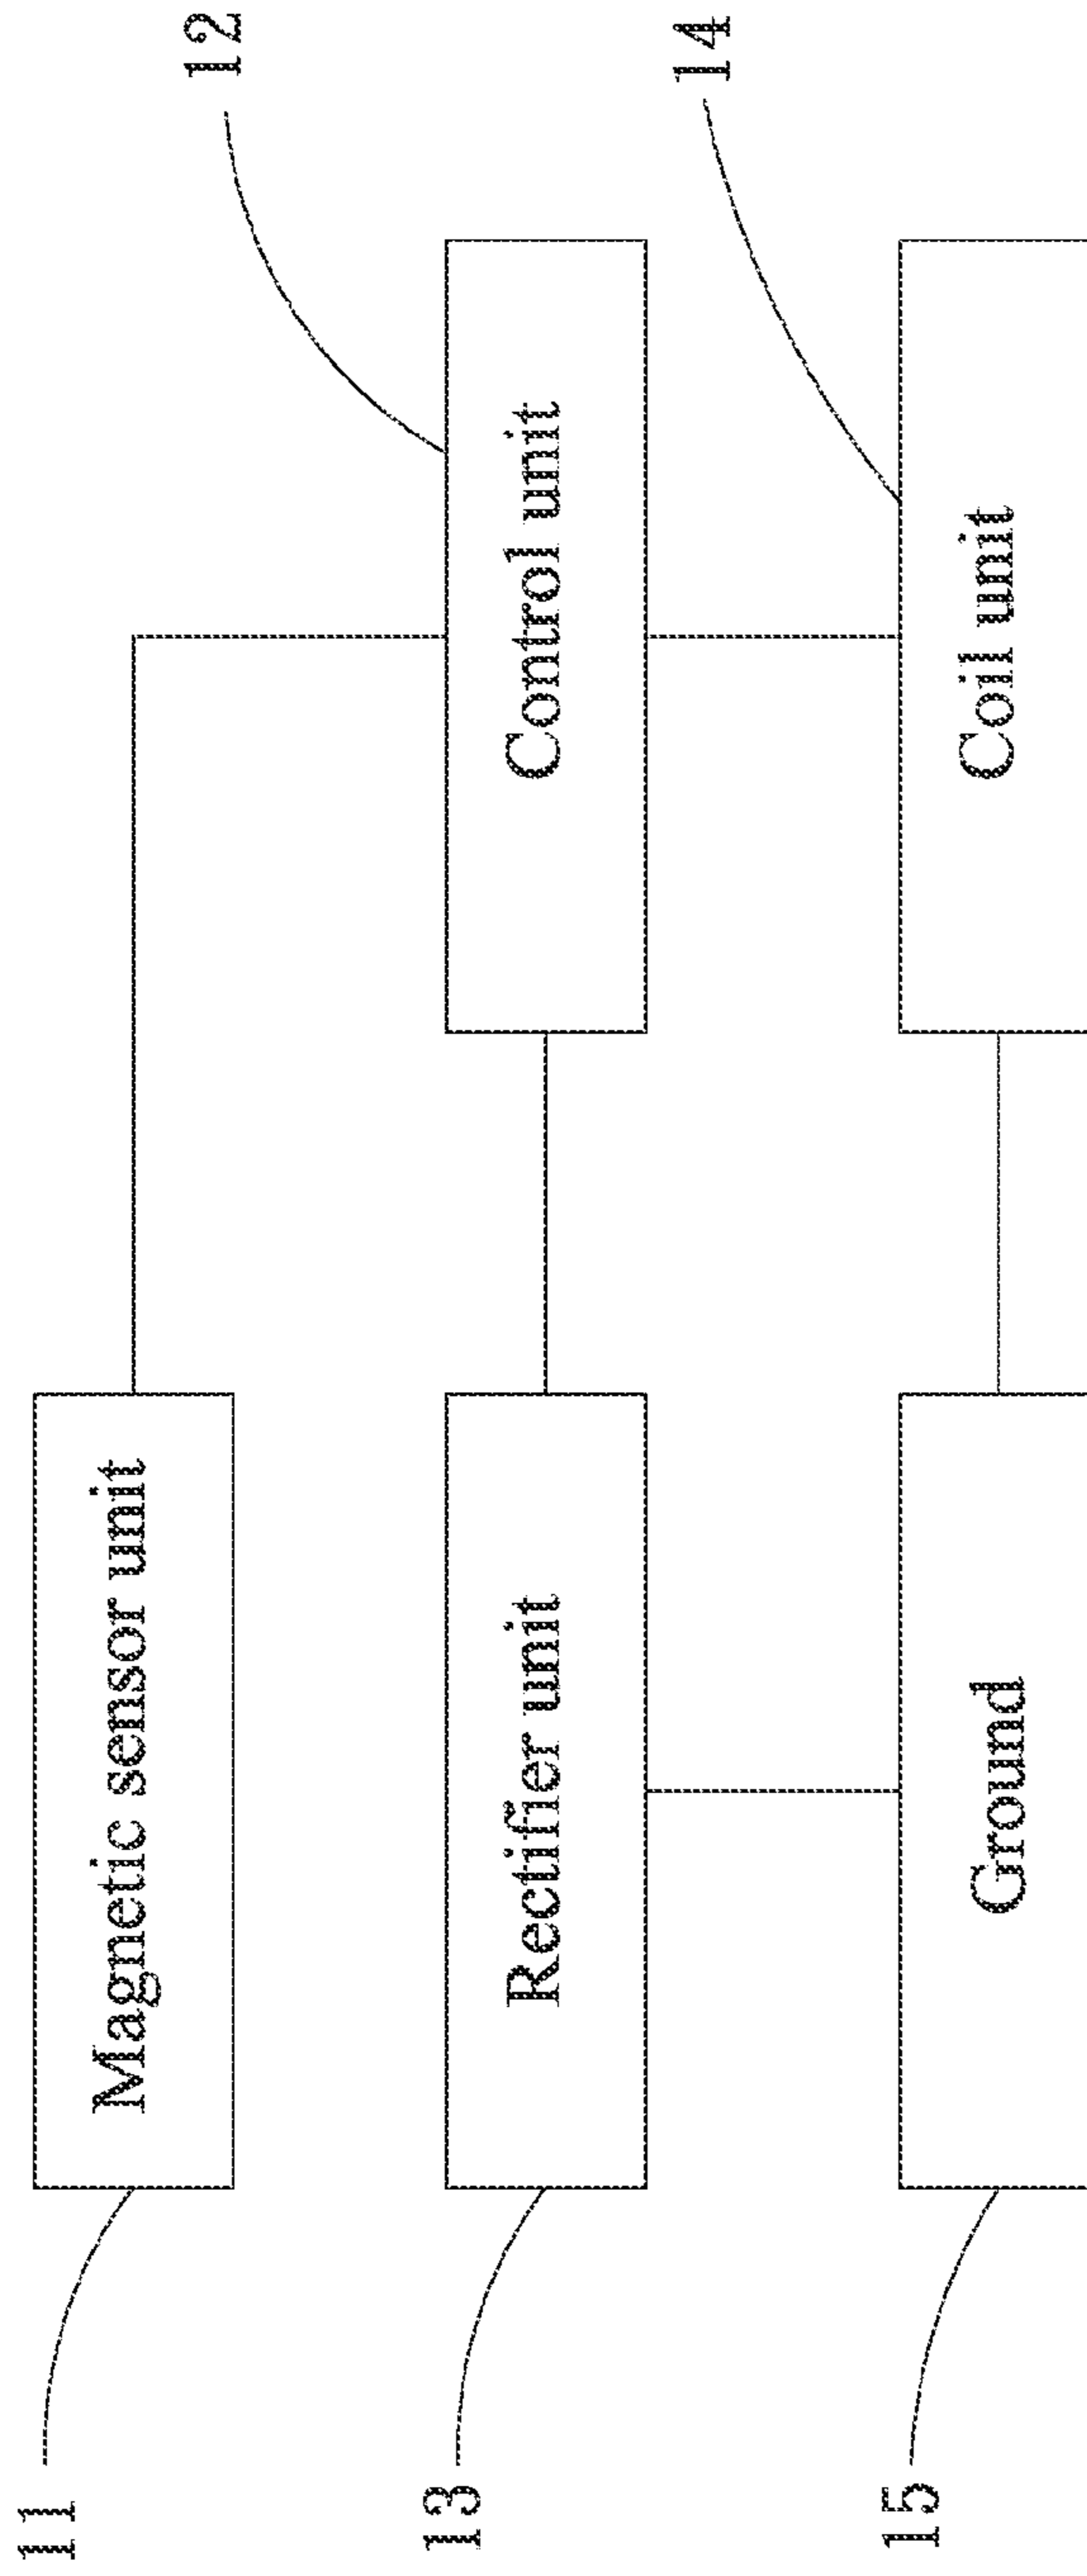 11
Magnetic sensor unit
12
13
Rectifier unit
Control unit
14
15
Ground
Coil unit